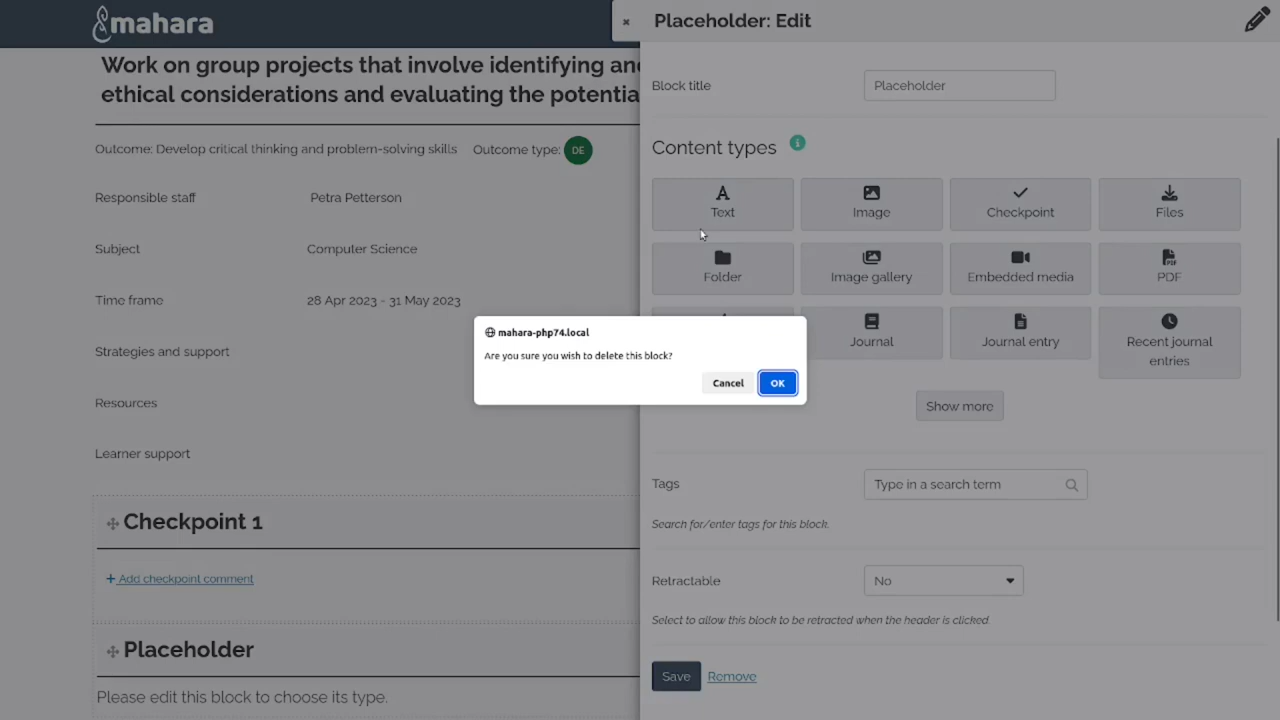 mahara
Work on group projects that involve identifying an
ethical considerations and evaluating the potentia
Outcome: Develop critical thinking and problem-solving skills Outcome type: DE
Responsible staff Petra Petterson
Subject Computer Science
Time frame 28 Apr 2023 - 31 May 2023
Strategies and support
Resources
Learner support
Checkpoint 1
+ Add checkpoint comment
Placeholder
Please edit this block to choose its type.
× Placeholder: Edit
Block title Placeholder
Content types i
Text Image Checkpoint Files
Folder Image gallery Embedded media PDF
Journal Journal entry Recent journal
entries
Show more
Tags Type in a search term
Search for/enter tags for this block.
Retractable No
Select to allow this block to be retracted when the header is clicked.
Save Remove
mahara-php74.local
Are you sure you wish to delete this block?
Cancel OK